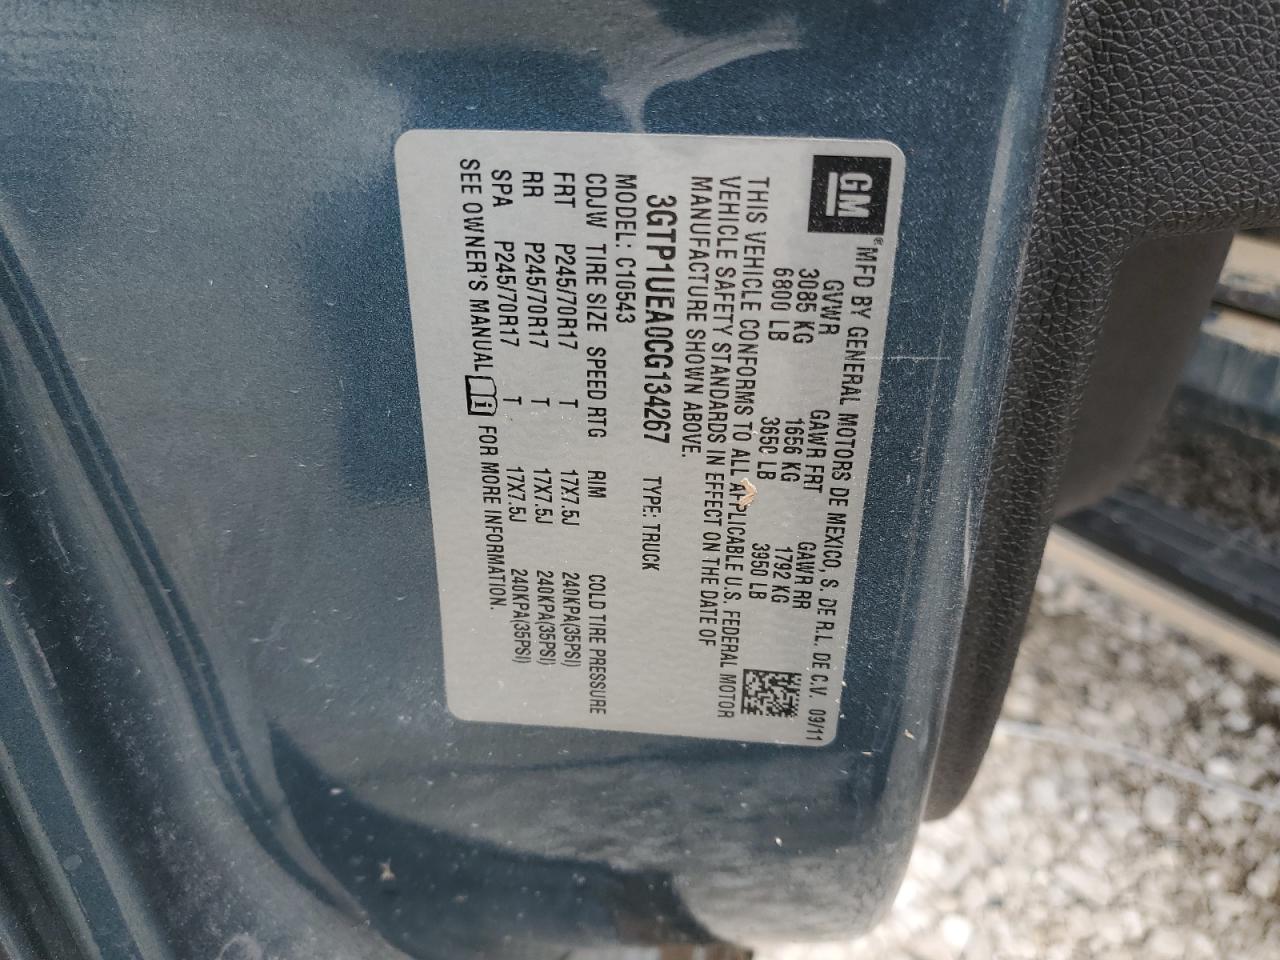 GM® MFD BY GENERAL MOTORS DE MEXICO, S. DE R.L. DE C.V. 09/11
GVWR GAWR FRT GAWR RR
3085 KG 1656 KG 1792 KG
6800 LB 3650 LB 3950 LB
THIS VEHICLE CONFORMS TO ALL APPLICABLE U.S. FEDERAL MOTOR
VEHICLE SAFETY STANDARDS IN EFFECT ON THE DATE OF
MANUFACTURE SHOWN ABOVE.
3GTP1UEA0CG134267 TYPE: TRUCK
MODEL: C10543
CDJW TIRE SIZE SPEED RTG RIM COLD TIRE PRESSURE
FRT P245/70R17 T 17X7.5J 240KPA(35PSI)
RR P245/70R17 T 17X7.5J 240KPA(35PSI)
SPA P245/70R17 T 17X7.5J 240KPA(35PSI)
SEE OWNER'S MANUAL i FOR MORE INFORMATION.